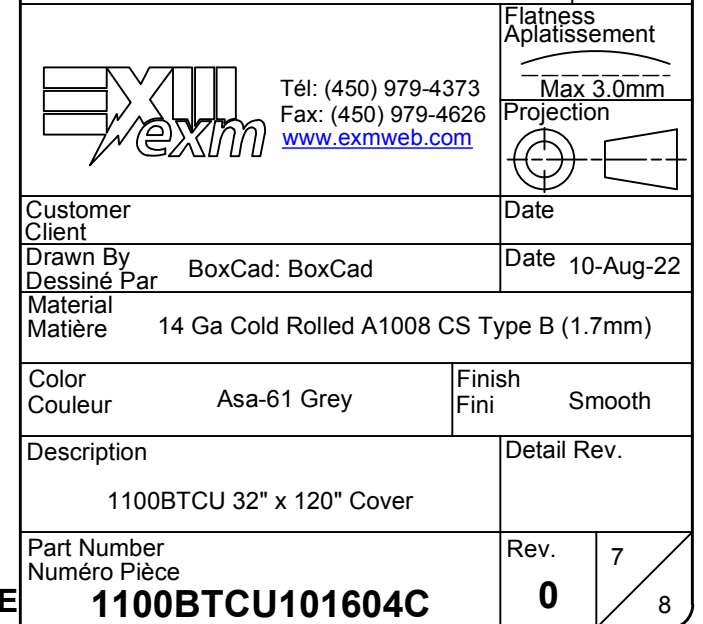 Flatness
Aplatissement
Max 3.0mm
EXM
exm
Tél: (450) 979-4373
Fax: (450) 979-4626
www.exmweb.com
Projection
Customer
Client
Date
Drawn By
Dessiné Par
BoxCad: BoxCad
Date 10-Aug-22
Material
Matière
14 Ga Cold Rolled A1008 CS Type B (1.7mm)
Color
Couleur
Asa-61 Grey
Finish
Fini
Smooth
Description
1100BTCU 32" x 120" Cover
Detail Rev.
Part Number
Numéro Pièce
E
1100BTCU101604C
Rev.
0
7
8